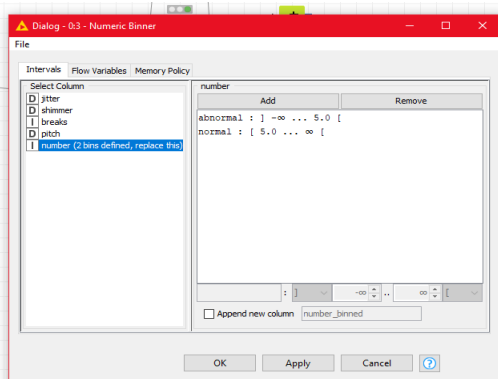 Dialog - 0:3 - Numeric Binner
File
Intervals Flow Variables Memory Policy
Select Column
D jitter
D shimmer
I breaks
D pitch
I number (2 bins defined, replace this)
number
Add Remove
abnormal : ] -∞ ... 5.0 [
normal : [ 5.0 ... ∞ [
: ] -∞ .. ∞ [
Append new column number_binned
OK Apply Cancel ?